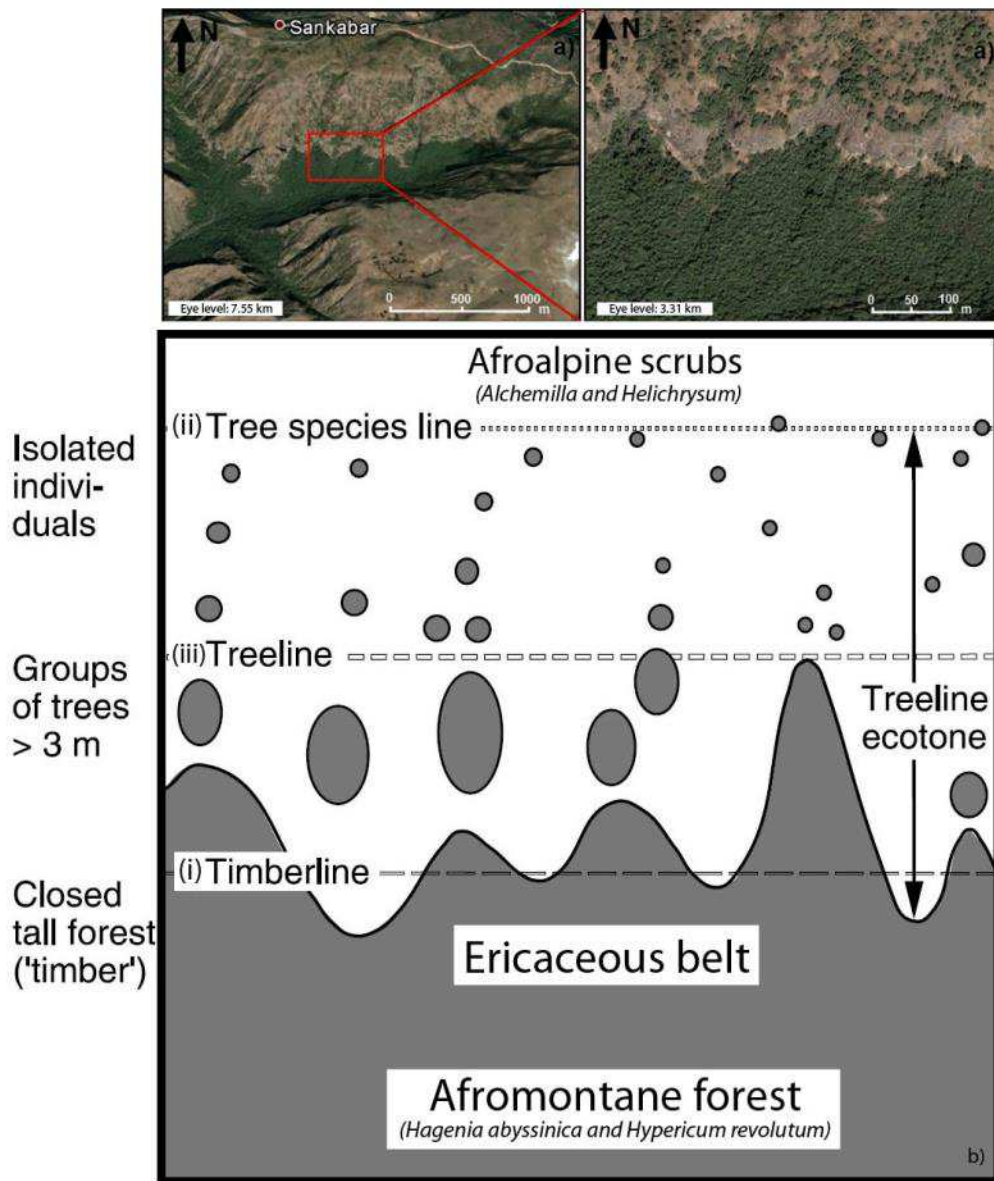 N
Sankabar
a)
Eye level: 7.55 km
0 500 1000
m
N
a)
Eye level: 3.31 km
0 50 100
m
Afroalpine scrubs
(Alchemilla and Helichrysum)
(ii) Tree species line
Isolated
indivi-
duals
(iii) Treeline
Groups
of trees
> 3 m
Treeline
ecotone
(i) Timberline
Closed
tall forest
('timber')
Ericaceous belt
Afromontane forest
(Hagenia abyssinica and Hypericum revolutum)
b)